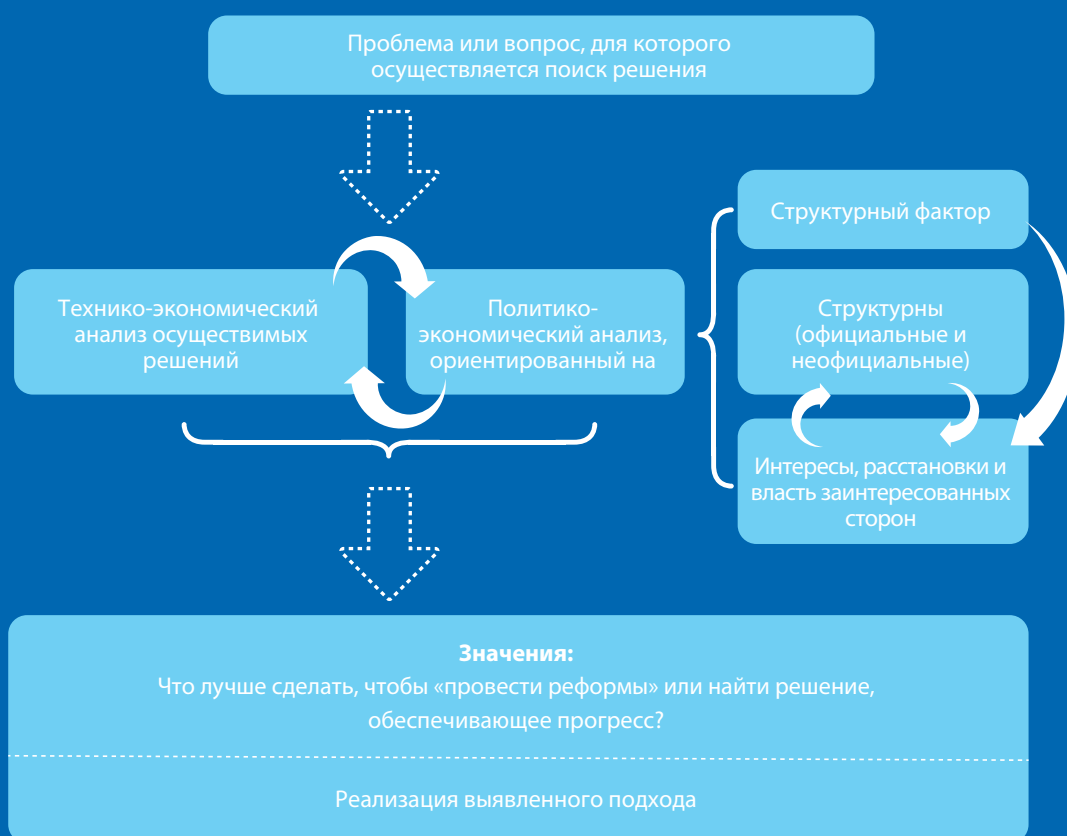 Проблема или вопрос, для которого
осуществляется поиск решения
Технико-экономический
анализ осуществимых
решений
Политико-
экономический анализ,
ориентированный на
Структурный фактор
Структурны
(официальные и
неофициальные)
Интересы, расстановки и
власть заинтересованных
сторон
Значения:
Что лучше сделать, чтобы «провести реформы» или найти решение,
обеспечивающее прогресс?
Реализация выявленного подхода